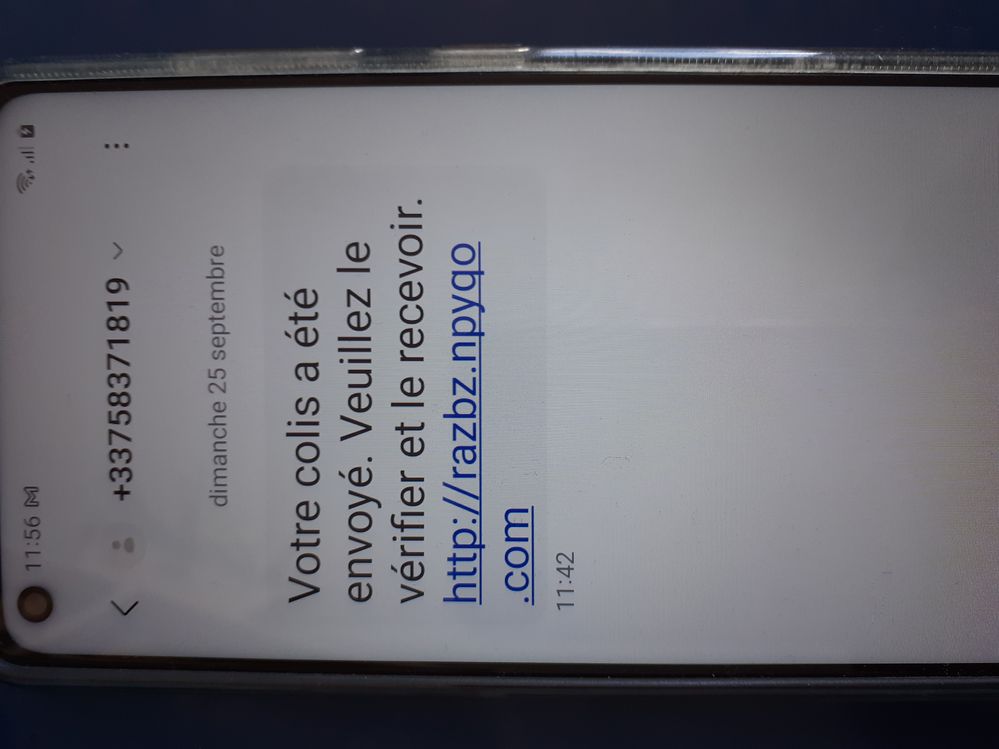 11:56 M
+33758371819
dimanche 25 septembre
Votre colis a été
envoyé. Veuillez le
vérifier et le recevoir.
http://razbz.npyqo
.com
11:42